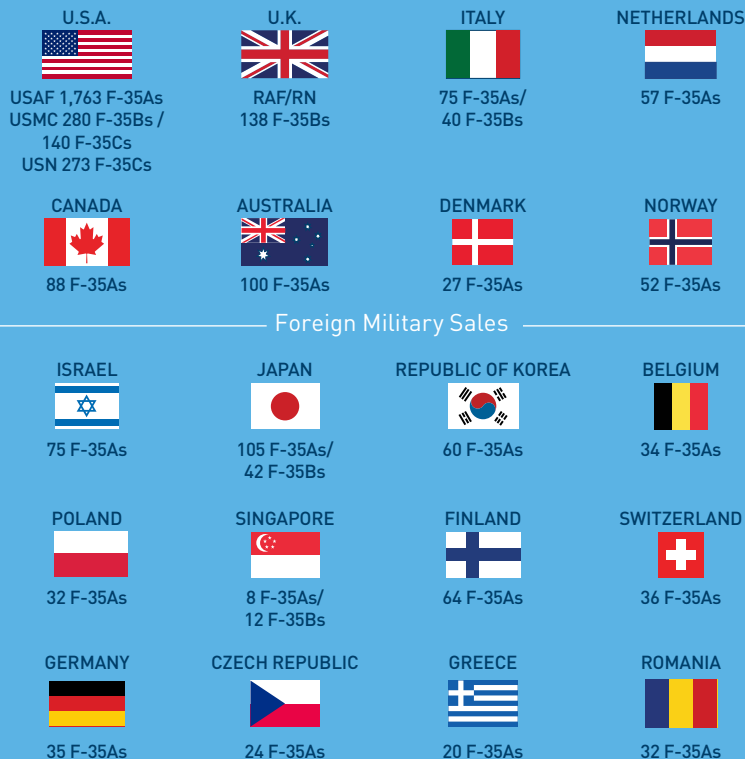 U.S.A.
USAF 1,763 F-35As
USMC 280 F-35Bs /
140 F-35Cs
USN 273 F-35Cs
U.K.
RAF/RN
138 F-35Bs
ITALY
75 F-35As/
40 F-35Bs
NETHERLANDS
57 F-35As
CANADA
88 F-35As
AUSTRALIA
100 F-35As
DENMARK
27 F-35As
NORWAY
52 F-35As
Foreign Military Sales
ISRAEL
75 F-35As
JAPAN
105 F-35As/
42 F-35Bs
REPUBLIC OF KOREA
60 F-35As
BELGIUM
34 F-35As
POLAND
32 F-35As
SINGAPORE
8 F-35As/
12 F-35Bs
FINLAND
64 F-35As
SWITZERLAND
36 F-35As
GERMANY
35 F-35As
CZECH REPUBLIC
24 F-35As
GREECE
20 F-35As
ROMANIA
32 F-35As